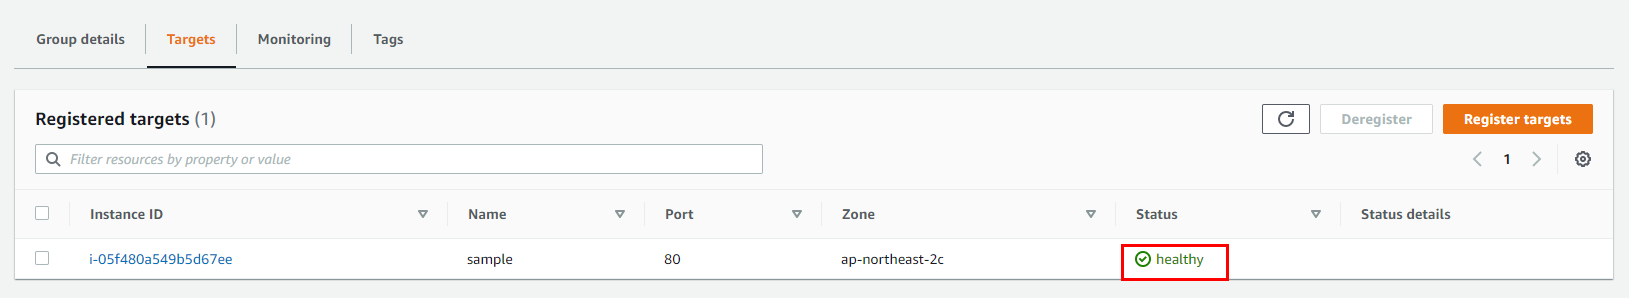 Group details Targets Monitoring Tags
Registered targets (1) Deregister Register targets
Filter resources by property or value 1
Instance ID Name Port Zone Status Status details
i-05f480a549b5d67ee sample 80 ap-northeast-2c healthy